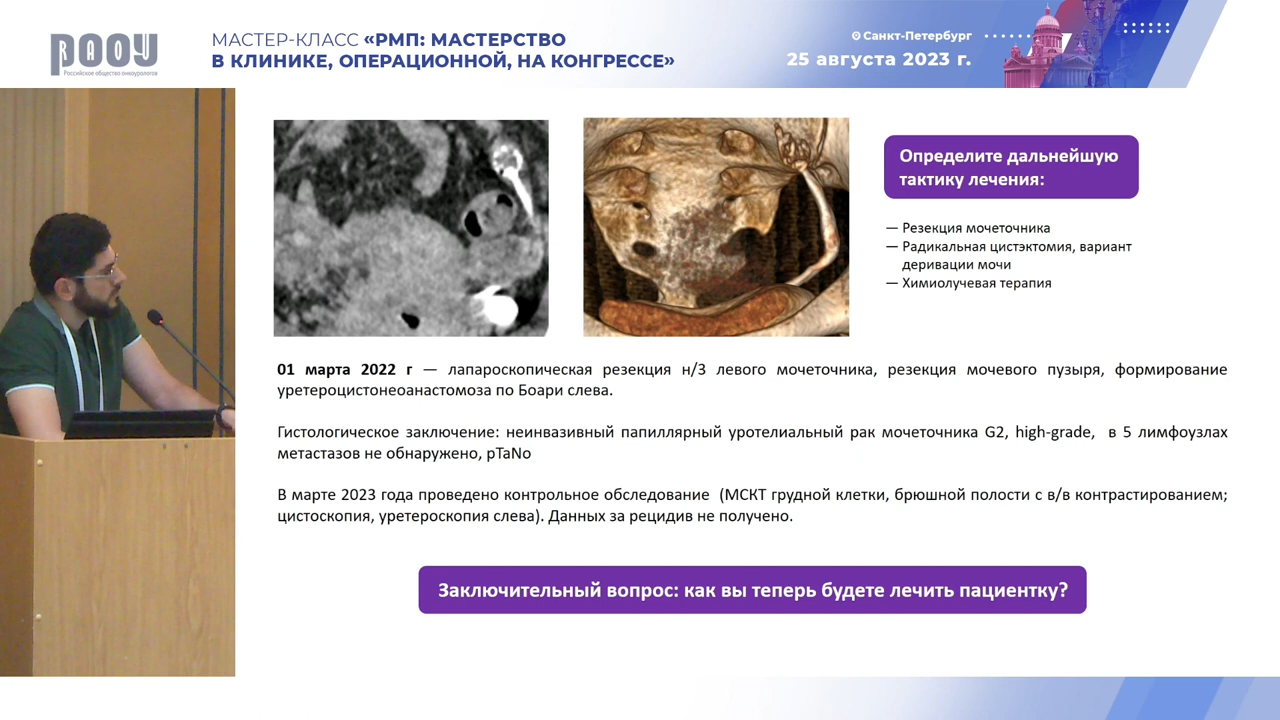 RAOU
Российское общество онкоурологов
МАСТЕР-КЛАСС «РМП: МАСТЕРСТВО
В КЛИНИКЕ, ОПЕРАЦИОННОЙ, НА КОНГРЕССЕ»
Санкт-Петербург
25 августа 2023 г.
Определите дальнейшую
тактику лечения:
— Резекция мочеточника
— Радикальная цистэктомия, вариант
деривации мочи
— Химиолучевая терапия
01 марта 2022 г — лапароскопическая резекция н/3 левого мочеточника, резекция мочевого пузыря, формирование
уретероцистонеоанастомоза по Боари слева.
Гистологическое заключение: неинвазивный папиллярный уротелиальный рак мочеточника G2, high-grade, в 5 лимфоузлах
метастазов не обнаружено, pTaNo
В марте 2023 года проведено контрольное обследование (МСКТ грудной клетки, брюшной полости с в/в контрастированием;
цистоскопия, уретероскопия слева). Данных за рецидив не получено.
Заключительный вопрос: как вы теперь будете лечить пациентку?